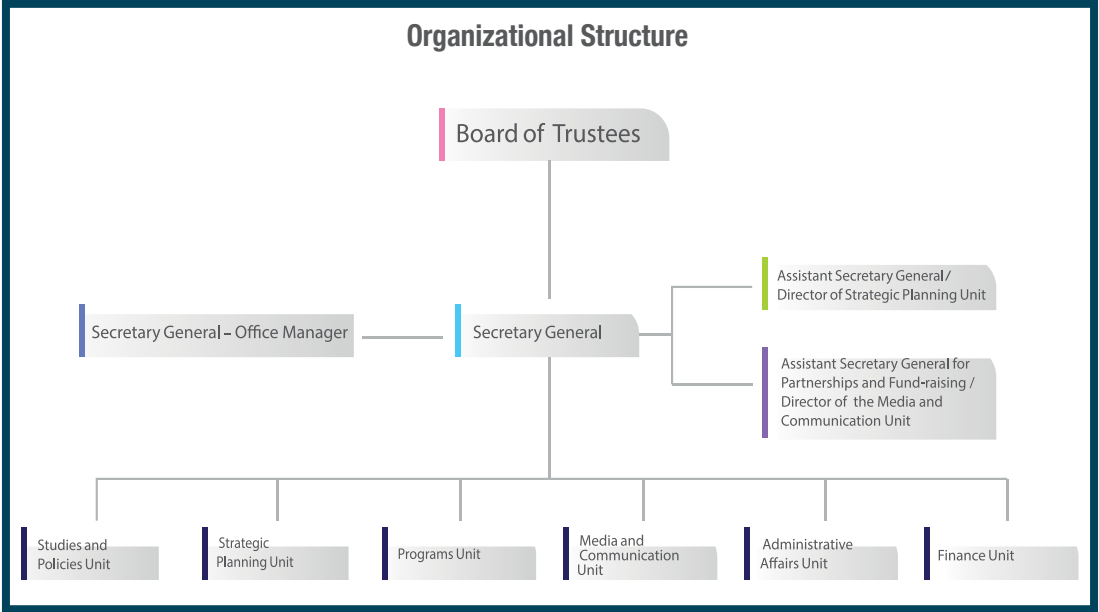 Organizational Structure
Board of Trustees
Assistant Secretary General/
Director of Strategic Planning Unit
Secretary General – Office Manager
Secretary General
Assistant Secretary General for
Partnerships and Fund-raising /
Director of the Media and
Communication Unit
Studies and
Policies Unit
Strategic
Planning Unit
Programs Unit
Media and
Communication
Unit
Administrative
Affairs Unit
Finance Unit